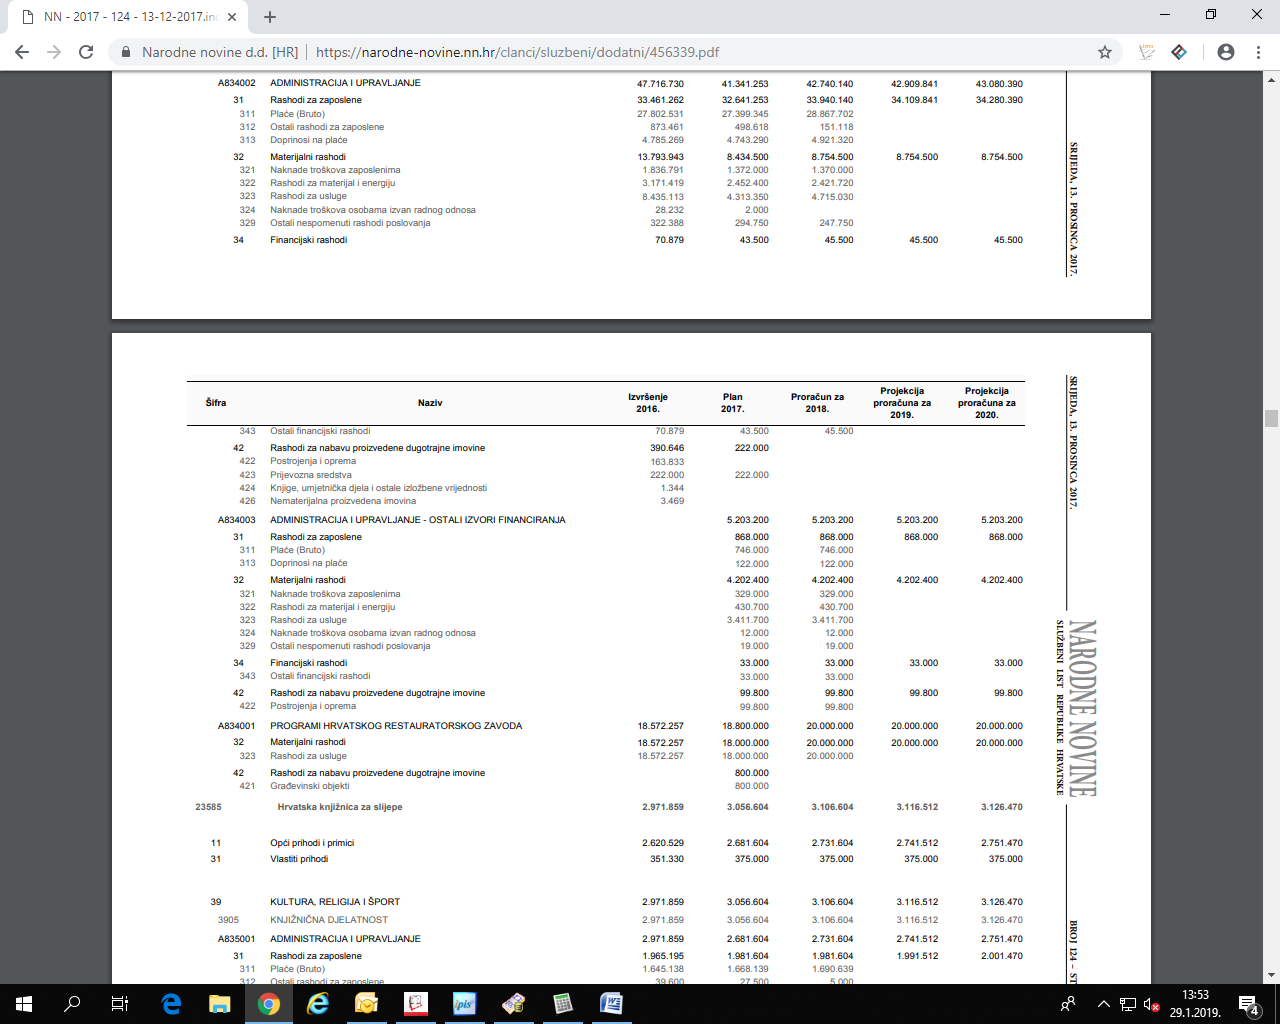 NN - 2017 - 124 - 13-12-2017.in
Narodne novine d.d. [HR] https://narodne-novine.nn.hr/clanci/sluzbeni/dodatni/456339.pdf
A834002 ADMINISTRACIJA I UPRAVLJANJE 47.716.730 41.341.253 42.740.140 42.909.841 43.080.390
31 Rashodi za zaposlene 33.461.262 32.641.253 33.940.140 34.109.841 34.280.390
311 Plaće (Bruto) 27.802.531 27.399.345 28.867.702
312 Ostali rashodi za zaposlene 873.461 498.618 151.118
313 Doprinosi na plaće 4.785.269 4.743.290 4.921.320
32 Materijalni rashodi 13.793.943 8.434.500 8.754.500 8.754.500 8.754.500
321 Naknade troškova zaposlenima 1.836.791 1.372.000 1.370.000
322 Rashodi za materijal i energiju 3.171.419 2.452.400 2.421.720
323 Rashodi za usluge 8.435.113 4.313.350 4.715.030
324 Naknade troškova osobama izvan radnog odnosa 28.232 2.000
329 Ostali nespomenuti rashodi poslovanja 322.388 294.750 247.750
34 Financijski rashodi 70.879 43.500 45.500 45.500 45.500
SRIJEDA, 13. PROSINCA 2017.
Šifra Naziv Izvršenje 2016. Plan 2017. Proračun za 2018. Projekcija proračuna za 2019. Projekcija proračuna za 2020.
343 Ostali financijski rashodi 70.879 43.500 45.500
42 Rashodi za nabavu proizvedene dugotrajne imovine 390.646 222.000
422 Postrojenja i oprema 163.833
423 Prijevozna sredstva 222.000 222.000
424 Knjige, umjetnička djela i ostale izložbene vrijednosti 1.344
426 Nematerijalna proizvedena imovina 3.469
A834003 ADMINISTRACIJA I UPRAVLJANJE - OSTALI IZVORI FINANCIRANJA 5.203.200 5.203.200 5.203.200 5.203.200
31 Rashodi za zaposlene 868.000 868.000 868.000 868.000
311 Plaće (Bruto) 746.000 746.000
313 Doprinosi na plaće 122.000 122.000
32 Materijalni rashodi 4.202.400 4.202.400 4.202.400 4.202.400
321 Naknade troškova zaposlenima 329.000 329.000
322 Rashodi za materijal i energiju 430.700 430.700
323 Rashodi za usluge 3.411.700 3.411.700
324 Naknade troškova osobama izvan radnog odnosa 12.000 12.000
329 Ostali nespomenuti rashodi poslovanja 19.000 19.000
34 Financijski rashodi 33.000 33.000 33.000 33.000
343 Ostali financijski rashodi 33.000 33.000
42 Rashodi za nabavu proizvedene dugotrajne imovine 99.800 99.800 99.800 99.800
422 Postrojenja i oprema 99.800 99.800
A834001 PROGRAMI HRVATSKOG RESTAURATORSKOG ZAVODA 18.572.257 18.800.000 20.000.000 20.000.000 20.000.000
32 Materijalni rashodi 18.572.257 18.000.000 20.000.000 20.000.000 20.000.000
323 Rashodi za usluge 18.572.257 18.000.000 20.000.000
42 Rashodi za nabavu proizvedene dugotrajne imovine 800.000
421 Građevinski objekti 800.000
23585 Hrvatska knjižnica za slijepe 2.971.859 3.056.604 3.106.604 3.116.512 3.126.470
11 Opći prihodi i primici 2.620.529 2.681.604 2.731.604 2.741.512 2.751.470
31 Vlastiti prihodi 351.330 375.000 375.000 375.000 375.000
39 KULTURA, RELIGIJA I ŠPORT 2.971.859 3.056.604 3.106.604 3.116.512 3.126.470
3905 KNJIŽNIČNA DJELATNOST 2.971.859 3.056.604 3.106.604 3.116.512 3.126.470
A835001 ADMINISTRACIJA I UPRAVLJANJE 2.971.859 2.681.604 2.731.604 2.741.512 2.751.470
31 Rashodi za zaposlene 1.965.195 1.981.604 1.981.604 1.991.512 2.001.470
311 Plaće (Bruto) 1.645.138 1.668.139 1.690.639
312 Ostali rashodi za zaposlene 39.600 27.500 5.000
SRIJEDA, 13. PROSINCA 2017.
NARODNE NOVINE
SLUŽBENI LIST REPUBLIKE HRVATSKE
BROJ 124 – ST
13:53
29.1.2019.
4